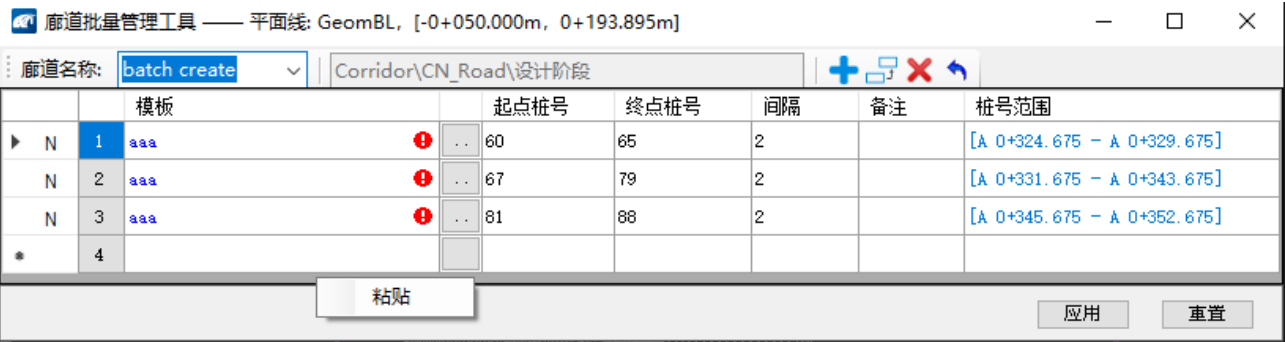 廊道批量管理工具 —— 平面线: GeomBL, [-0+050.000m, 0+193.895m]
廊道名称: batch create Corridor\CN_Road\设计阶段
模板 起点桩号 终点桩号 间隔 备注 桩号范围
N 1 aaa .. 60 65 2 [A 0+324.675 - A 0+329.675]
N 2 aaa .. 67 79 2 [A 0+331.675 - A 0+343.675]
N 3 aaa .. 81 88 2 [A 0+345.675 - A 0+352.675]
* 4
粘贴
应用 重置